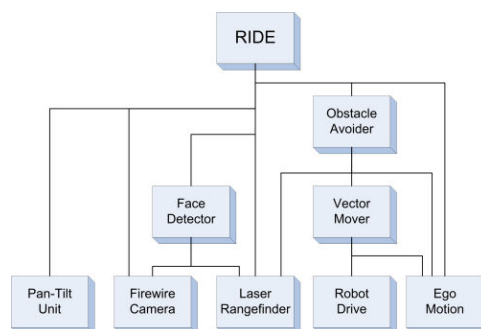 RIDE
Obstacle
Avoider
Face
Detector
Vector
Mover
Pan-Tilt
Unit
Firewire
Camera
Laser
Rangefinder
Robot
Drive
Ego
Motion